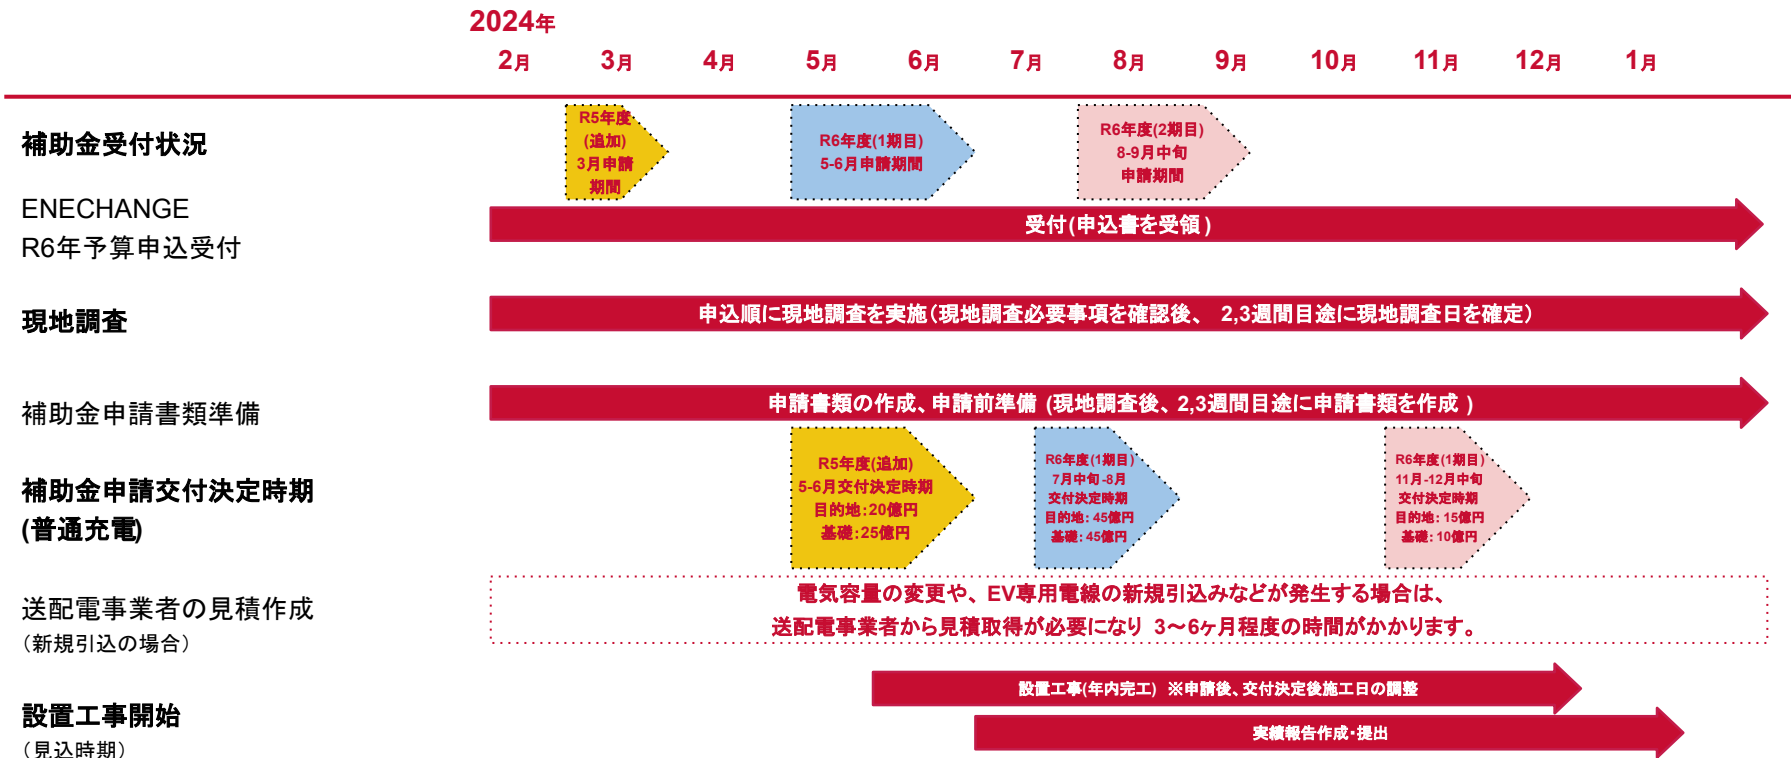 2024年
2月 3月 4月 5月 6月 7月 8月 9月 10月 11月 12月 1月
補助金受付状況
R5年度
(追加)
3月申請
期間
R6年度(1期目)
5-6月申請期間
R6年度(2期目)
8-9月中旬
申請期間
ENECHANGE
R6年予算申込受付
受付(申込書を受領)
現地調査
申込順に現地調査を実施(現地調査必要事項を確認後、 2,3週間目途に現地調査日を確定)
補助金申請書類準備
申請書類の作成、申請前準備 (現地調査後、2,3週間目途に申請書類を作成 )
補助金申請交付決定時期
(普通充電)
R5年度(追加)
5-6月交付決定時期
目的地:20億円
基礎:25億円
R6年度(1期目)
7月中旬-8月
交付決定時期
目的地: 45億円
基礎: 45億円
R6年度(1期目)
11月-12月中旬
交付決定時期
目的地: 15億円
基礎: 10億円
送配電事業者の見積作成
(新規引込の場合)
電気容量の変更や、EV専用電線の新規引込みなどが発生する場合は、
送配電事業者から見積取得が必要になり 3〜6ヶ月程度の時間がかかります。
設置工事開始
(見込時期)
設置工事(年内完工) ※申請後、交付決定後施工日の調整
実績報告作成・提出